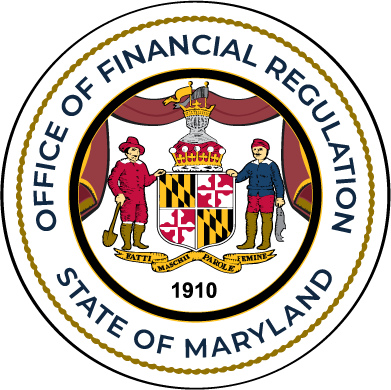 OFFICE OF FINANCIAL REGULATION
FATTI MASCHII PAROLE FEMINE
1910
STATE OF MARYLAND